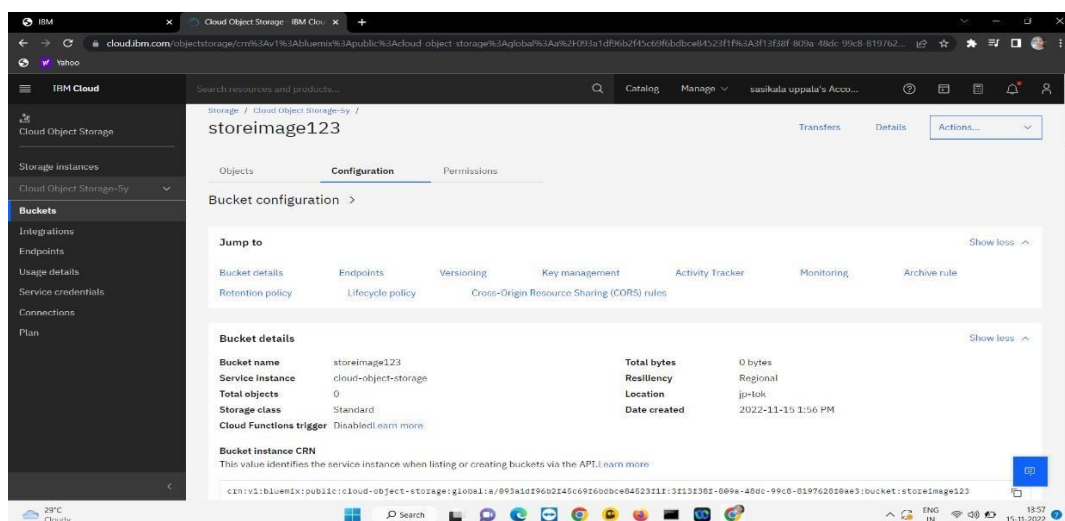 IBM
Cloud Object Storage - IBM Clou
cloud.ibm.com/objectstorage/crn%3Av1%3Abluemix%3Apublic%3Acloud-object-storage%3Aglobal%3Aa%2F093a1df96b2f45c69f6bdbce84523f1f%3A3f13f38f-809a-48dc-99c8-819762...
Yahoo
IBM Cloud
Search resources and products...
Catalog
Manage
sasikala uppala's Acco...
Cloud Object Storage
Storage instances
Cloud Object Storage-5y
Buckets
Integrations
Endpoints
Usage details
Service credentials
Connections
Plan
Storage / Cloud Object Storage-5y /
storeimage123
Transfers
Details
Actions...
Objects
Configuration
Permissions
Bucket configuration >
Jump to
Show less
Bucket details Endpoints Versioning Key management Activity Tracker Monitoring Archive rule
Retention policy Lifecycle policy Cross-Origin Resource Sharing (CORS) rules
Bucket details
Show less
Bucket name storeimage123 Total bytes 0 bytes
Service instance cloud-object-storage Resiliency Regional
Total objects 0 Location jp-tok
Storage class Standard Date created 2022-11-15 1:56 PM
Cloud Functions trigger Disabled Learn more
Bucket instance CRN
This value identifies the service instance when listing or creating buckets via the API. Learn more
crn:v1:bluemix:public:cloud-object-storage:global:a/093a1df96b2f45c69f6bdbce84523f1f:3f13f38f-809a-48dc-99c8-8197628f0ae3:bucket:storeimage123
29°C
Cloudy
Search
ENG
IN
13:57
15-11-2022